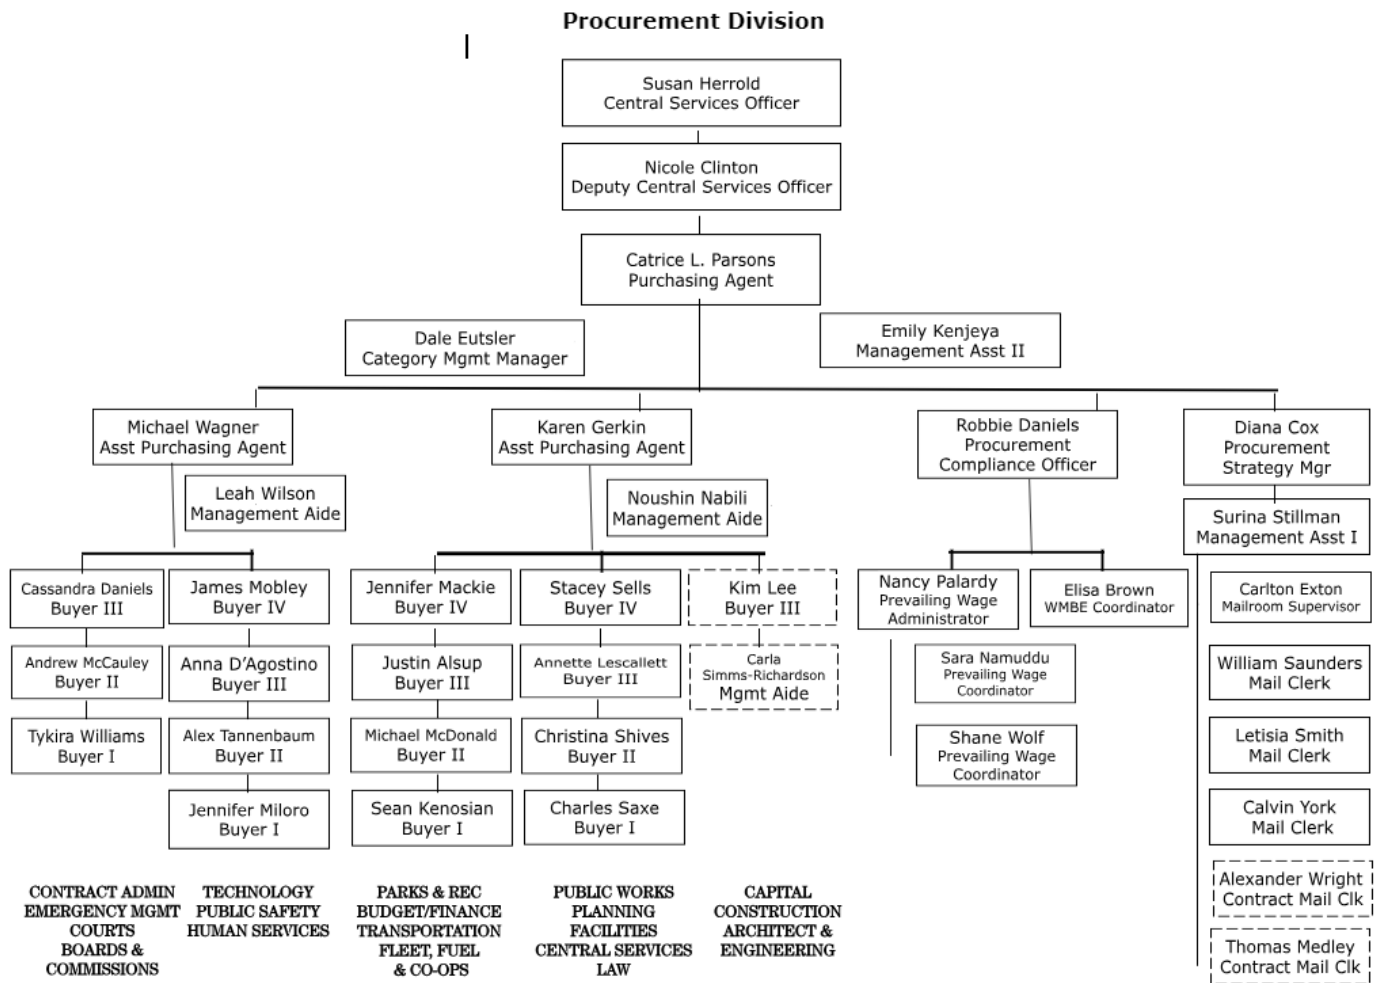 Procurement Division
Susan Herrold
Central Services Officer
Nicole Clinton
Deputy Central Services Officer
Catrice L. Parsons
Purchasing Agent
Dale Eutsler
Category Mgmt Manager
Emily Kenjeya
Management Asst II
Michael Wagner
Asst Purchasing Agent
Karen Gerkin
Asst Purchasing Agent
Robbie Daniels
Procurement
Compliance Officer
Diana Cox
Procurement
Strategy Mgr
Leah Wilson
Management Aide
Noushin Nabili
Management Aide
Surina Stillman
Management Asst I
Cassandra Daniels
Buyer III
James Mobley
Buyer IV
Jennifer Mackie
Buyer IV
Stacey Sells
Buyer IV
Kim Lee
Buyer III
Nancy Palardy
Prevailing Wage
Administrator
Elisa Brown
WMBE Coordinator
Carlton Exton
Mailroom Supervisor
Andrew McCauley
Buyer II
Anna D'Agostino
Buyer III
Justin Alsup
Buyer III
Annette Lescallett
Buyer III
Carla
Simms-Richardson
Mgmt Aide
Sara Namuddu
Prevailing Wage
Coordinator
William Saunders
Mail Clerk
Tykira Williams
Buyer I
Alex Tannenbaum
Buyer II
Michael McDonald
Buyer II
Christina Shives
Buyer II
Shane Wolf
Prevailing Wage
Coordinator
Letisia Smith
Mail Clerk
Jennifer Miloro
Buyer I
Sean Kenosian
Buyer I
Charles Saxe
Buyer I
Calvin York
Mail Clerk
Alexander Wright
Contract Mail Clk
Thomas Medley
Contract Mail Clk
CONTRACT ADMIN
EMERGENCY MGMT
COURTS
BOARDS &
COMMISSIONS
TECHNOLOGY
PUBLIC SAFETY
HUMAN SERVICES
PARKS & REC
BUDGET/FINANCE
TRANSPORTATION
FLEET, FUEL
& CO-OPS
PUBLIC WORKS
PLANNING
FACILITIES
CENTRAL SERVICES
LAW
CAPITAL
CONSTRUCTION
ARCHITECT &
ENGINEERING